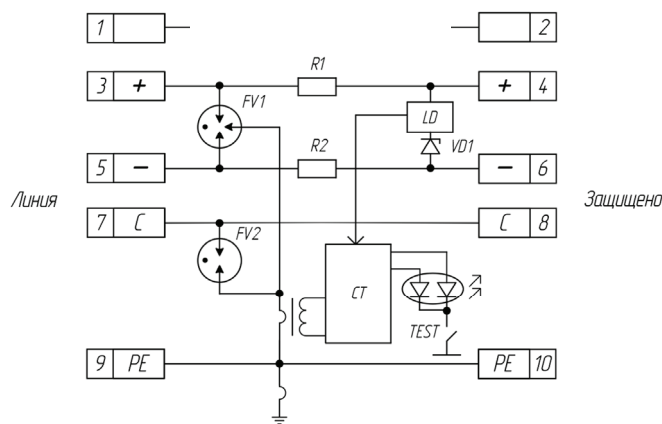 1 2
3 + R1 + 4
FV1 LD
VD1
5 - R2 - 6
Линия Защищено
7 C C 8
FV2
CT
TEST
9 PE PE 10